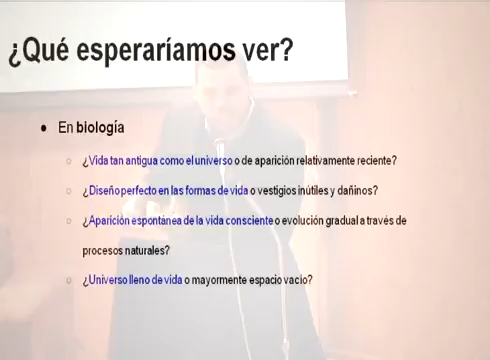 ¿Qué esperaríamos ver?
● En biología
○ ¿Vida tan antigua como el universo o de aparición relativamente reciente?
○ ¿Diseño perfecto en las formas de vida o vestigios inútiles y dañinos?
○ ¿Aparición espontánea de la vida consciente o evolución gradual a través de
procesos naturales?
○ ¿Universo lleno de vida o mayormente espacio vacio?